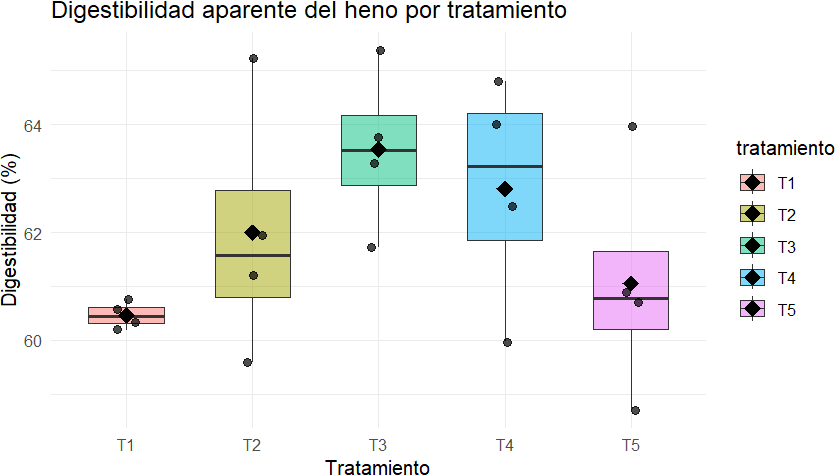 Digestibilidad aparente del heno por tratamiento
Digestibilidad (%)
64
62
60
T1 T2 T3 T4 T5
Tratamiento
tratamiento
T1
T2
T3
T4
T5